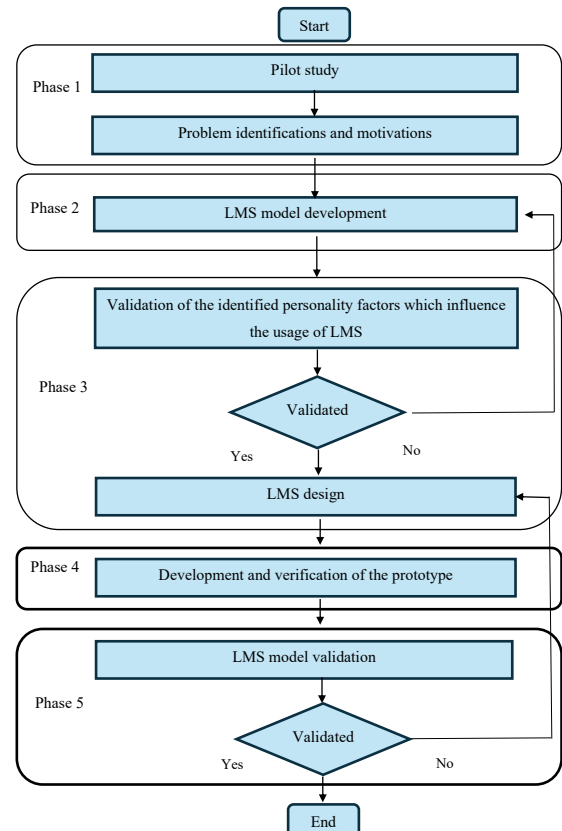 Start
Phase 1
Pilot study
Problem identifications and motivations
Phase 2
LMS model development
Validation of the identified personality factors which influence
the usage of LMS
Phase 3
Validated
Yes
No
LMS design
Phase 4
Development and verification of the prototype
LMS model validation
Phase 5
Validated
Yes
No
End